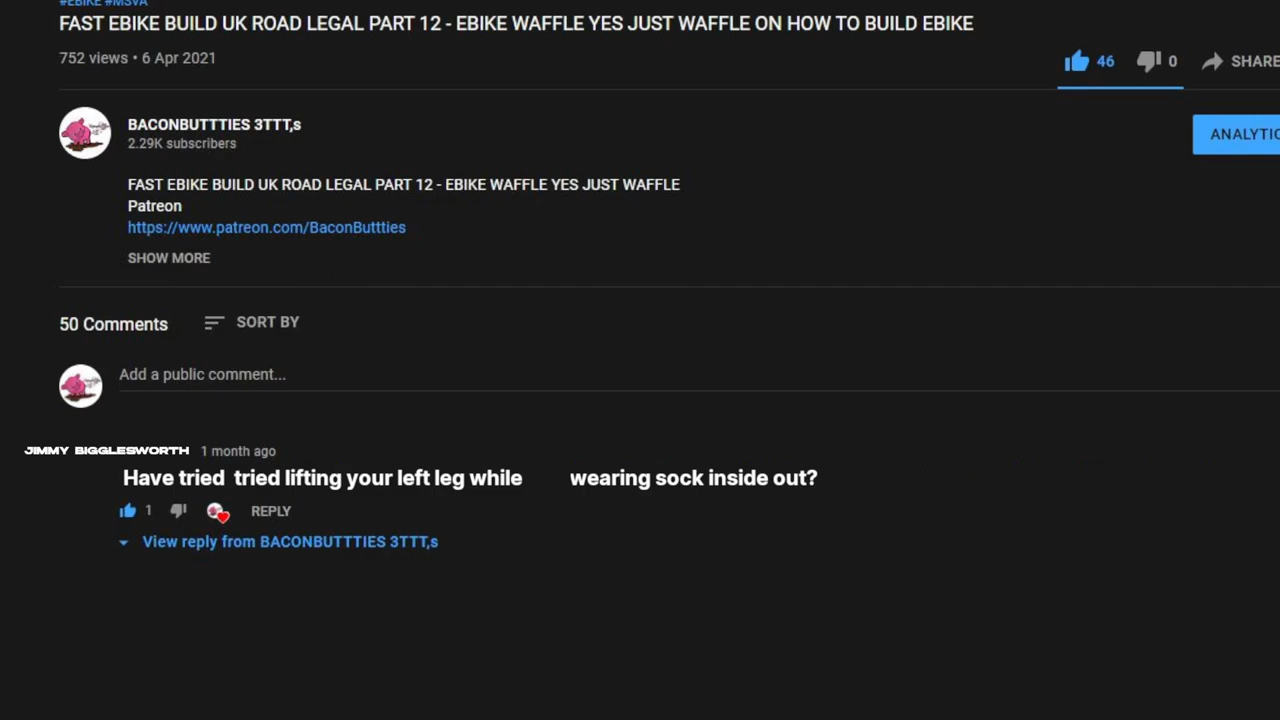 #EBIKE #MSVA
FAST EBIKE BUILD UK ROAD LEGAL PART 12 - EBIKE WAFFLE YES JUST WAFFLE ON HOW TO BUILD EBIKE
752 views • 6 Apr 2021
46 0 SHARE
BACONBUTTTIES 3TTT,s
2.29K subscribers
ANALYTIC
FAST EBIKE BUILD UK ROAD LEGAL PART 12 - EBIKE WAFFLE YES JUST WAFFLE
Patreon
https://www.patreon.com/BaconButtties
SHOW MORE
50 Comments SORT BY
Add a public comment...
JIMMY BIGGLESWORTH 1 month ago
Have tried tried lifting your left leg while wearing sock inside out?
1 REPLY
View reply from BACONBUTTTIES 3TTT,s